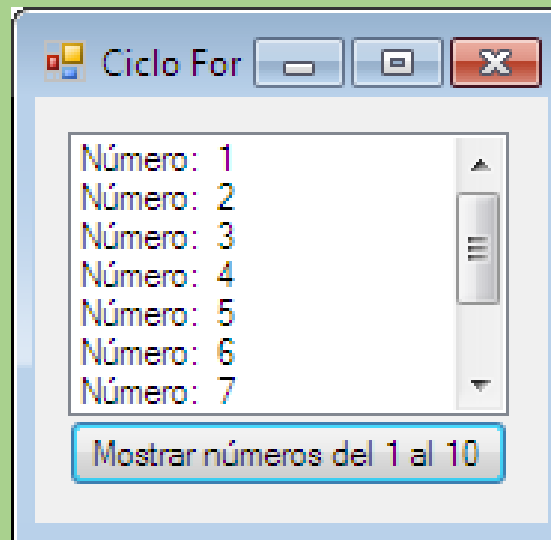 Ciclo For
Número: 1
Número: 2
Número: 3
Número: 4
Número: 5
Número: 6
Número: 7
Mostrar números del 1 al 10